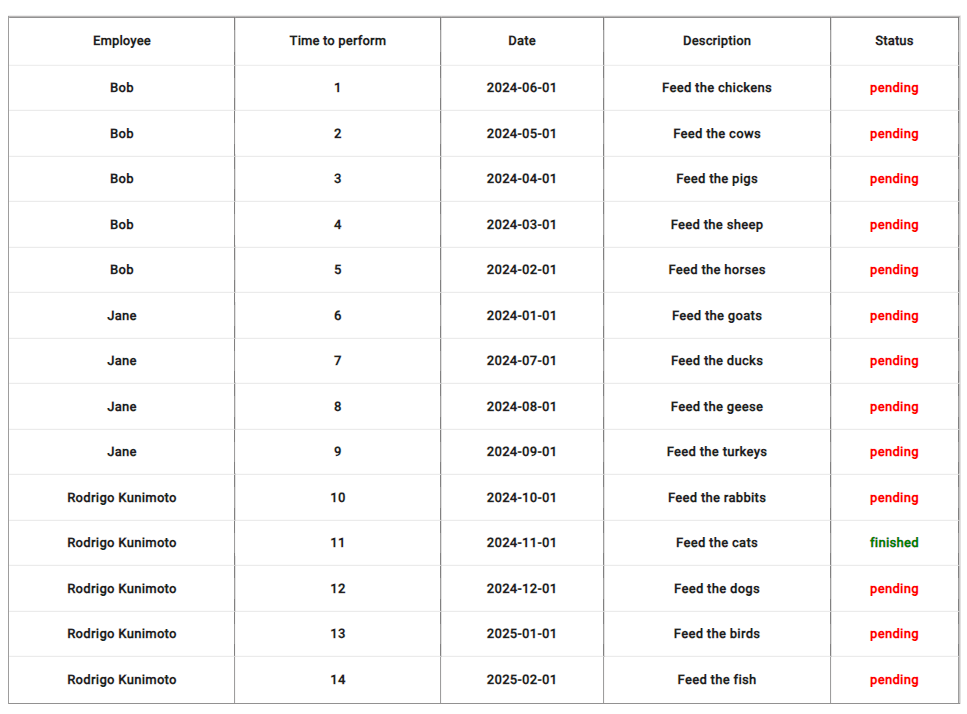 Employee Time to perform Date Description Status
Bob 1 2024-06-01 Feed the chickens pending
Bob 2 2024-05-01 Feed the cows pending
Bob 3 2024-04-01 Feed the pigs pending
Bob 4 2024-03-01 Feed the sheep pending
Bob 5 2024-02-01 Feed the horses pending
Jane 6 2024-01-01 Feed the goats pending
Jane 7 2024-07-01 Feed the ducks pending
Jane 8 2024-08-01 Feed the geese pending
Jane 9 2024-09-01 Feed the turkeys pending
Rodrigo Kunimoto 10 2024-10-01 Feed the rabbits pending
Rodrigo Kunimoto 11 2024-11-01 Feed the cats finished
Rodrigo Kunimoto 12 2024-12-01 Feed the dogs pending
Rodrigo Kunimoto 13 2025-01-01 Feed the birds pending
Rodrigo Kunimoto 14 2025-02-01 Feed the fish pending